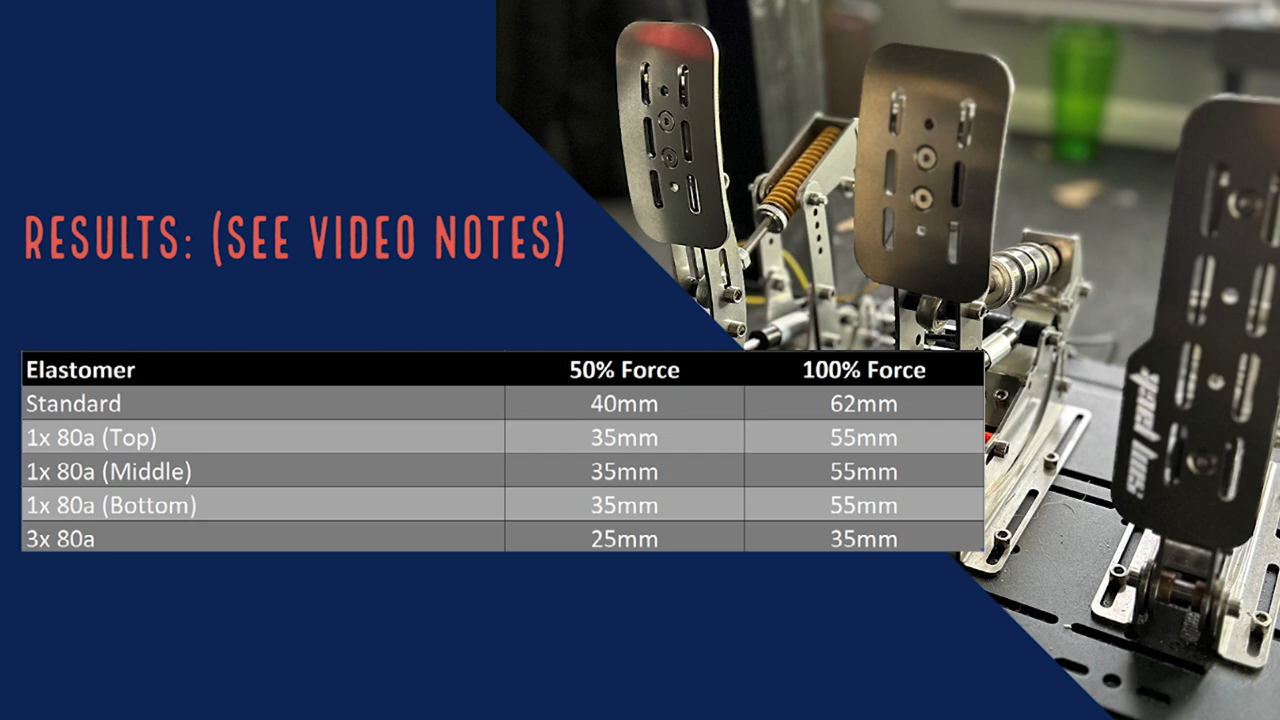 RESULTS: (SEE VIDEO NOTES)
Elastomer 50% Force 100% Force
Standard 40mm 62mm
1x 80a (Top) 35mm 55mm
1x 80a (Middle) 35mm 55mm
1x 80a (Bottom) 35mm 55mm
3x 80a 25mm 35mm